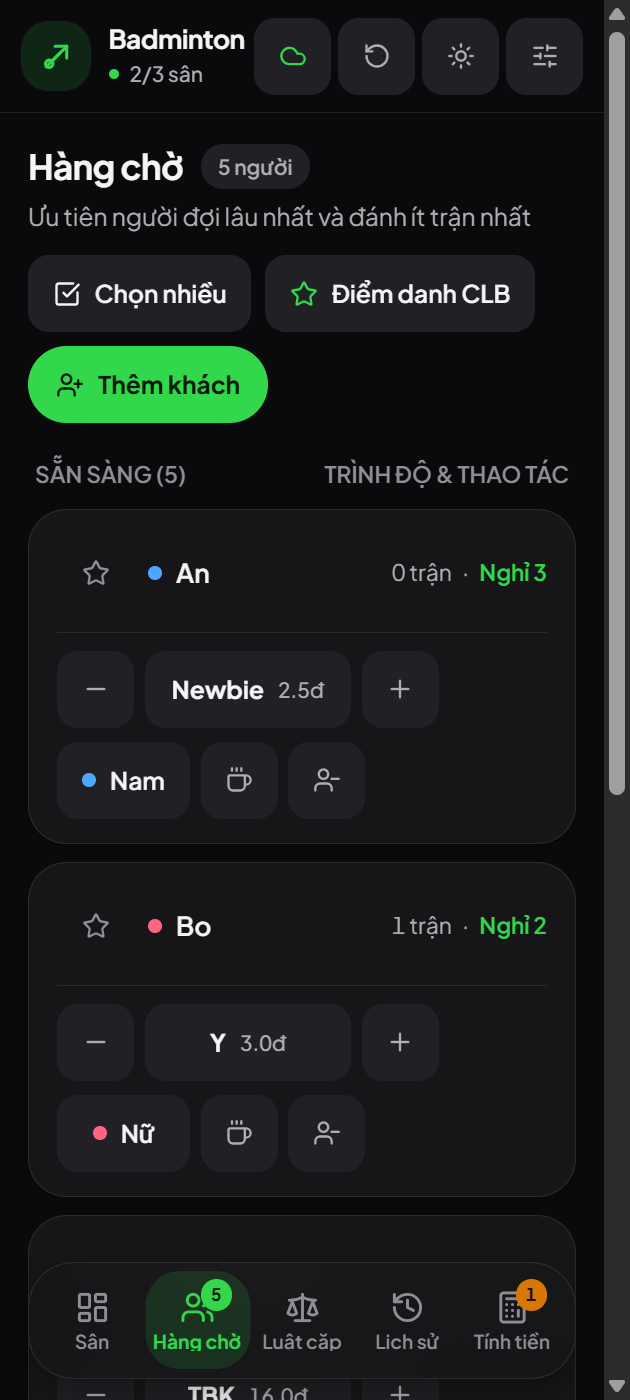 Badminton
2/3 sân
Hàng chờ 5 người
Ưu tiên người đợi lâu nhất và đánh ít trận nhất
Chọn nhiều Điểm danh CLB
Thêm khách
SẴN SÀNG (5) TRÌNH ĐỘ & THAO TÁC
An 0 trận · Nghỉ 3
− Newbie 2.5đ +
Nam
Bo 1 trận · Nghỉ 2
− Y 3.0đ +
Nữ
5 1
Sân Hàng chờ Luật cặp Lịch sử Tính tiền
− TBK 16.0đ +